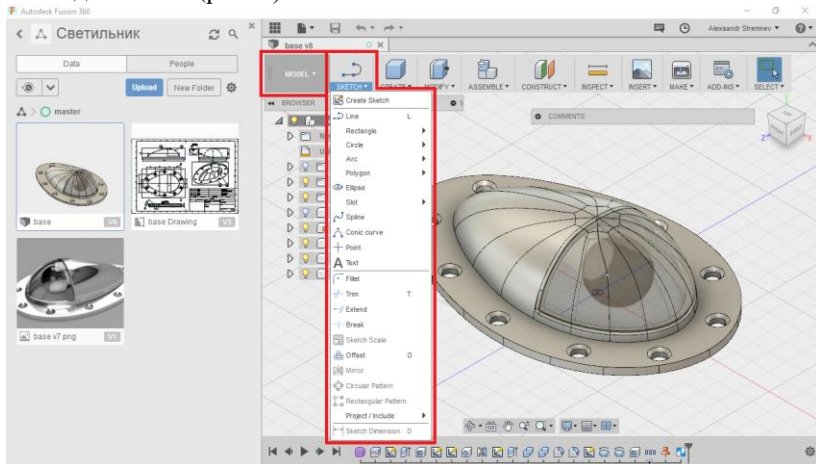 Autodesk Fusion 360
Светильник
Alexsandr Stremnev
base v8
Data
People
MODEL
SKETCH
CREATE
MODIFY
ASSEMBLE
CONSTRUCT
INSPECT
INSERT
MAKE
ADD-INS
SELECT
Upload
New Folder
BROWSER
COMMENTS
master
Create Sketch
Line L
Rectangle
Circle
Arc
Polygon
Ellipse
Slot
Spline
Conic curve
Point
Text
Fillet
Trim T
Extend
Break
Sketch Scale
Offset O
Mirror
Circular Pattern
Rectangular Pattern
Project / Include
Sketch Dimension D
base V8
base Drawing V3
base v7.png V1
TOP
FRONT
RIGHT
Z
X